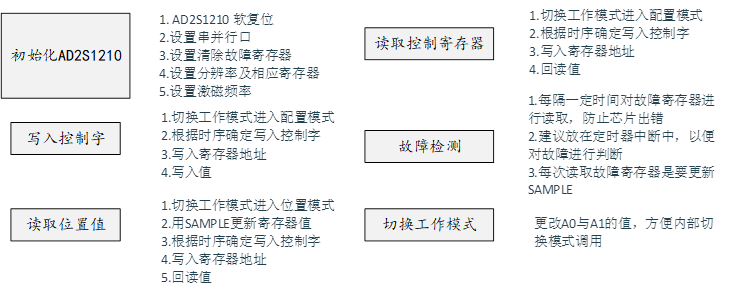 初始化AD2S1210
1. AD2S1210 软复位
2.设置串并行口
3.设置清除故障寄存器
4.设置分辨率及相应寄存器
5.设置激磁频率
写入控制字
1.切换工作模式进入配置模式
2.根据时序确定写入控制字
3.写入寄存器地址
4.写入值
读取位置值
1.切换工作模式进入位置模式
2.用SAMPLE更新寄存器值
3.根据时序确定写入控制字
4.写入寄存器地址
5.回读值
读取控制寄存器
1.切换工作模式进入配置模式
2.根据时序确定写入控制字
3.写入寄存器地址
4.回读值
故障检测
1.每隔一定时间对故障寄存器进
行读取，防止芯片出错
2.建议放在定时器中断中，以便
对故障进行判断
3.每次读取故障寄存器是要更新
SAMPLE
切换工作模式
更改A0与A1的值，方便内部切
换模式调用